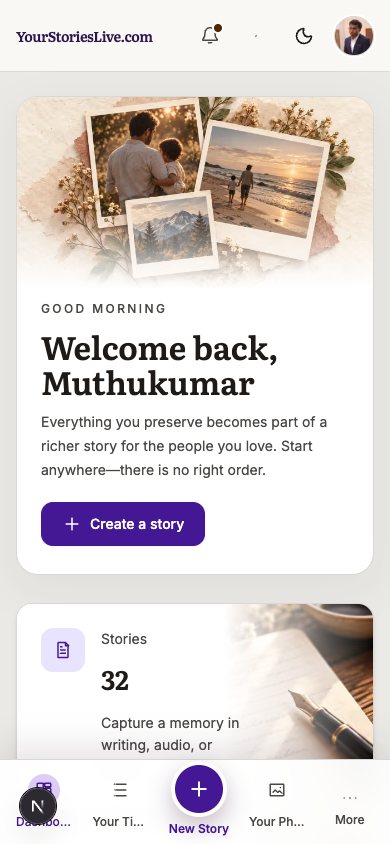 YourStoriesLive.com
GOOD MORNING
Welcome back,
Muthukumar
Everything you preserve becomes part of a
richer story for the people you love. Start
anywhere—there is no right order.
Create a story
Stories
32
Capture a memory in
writing, audio, or
N
Dashbo...
Your Ti...
New Story
Your Ph...
More